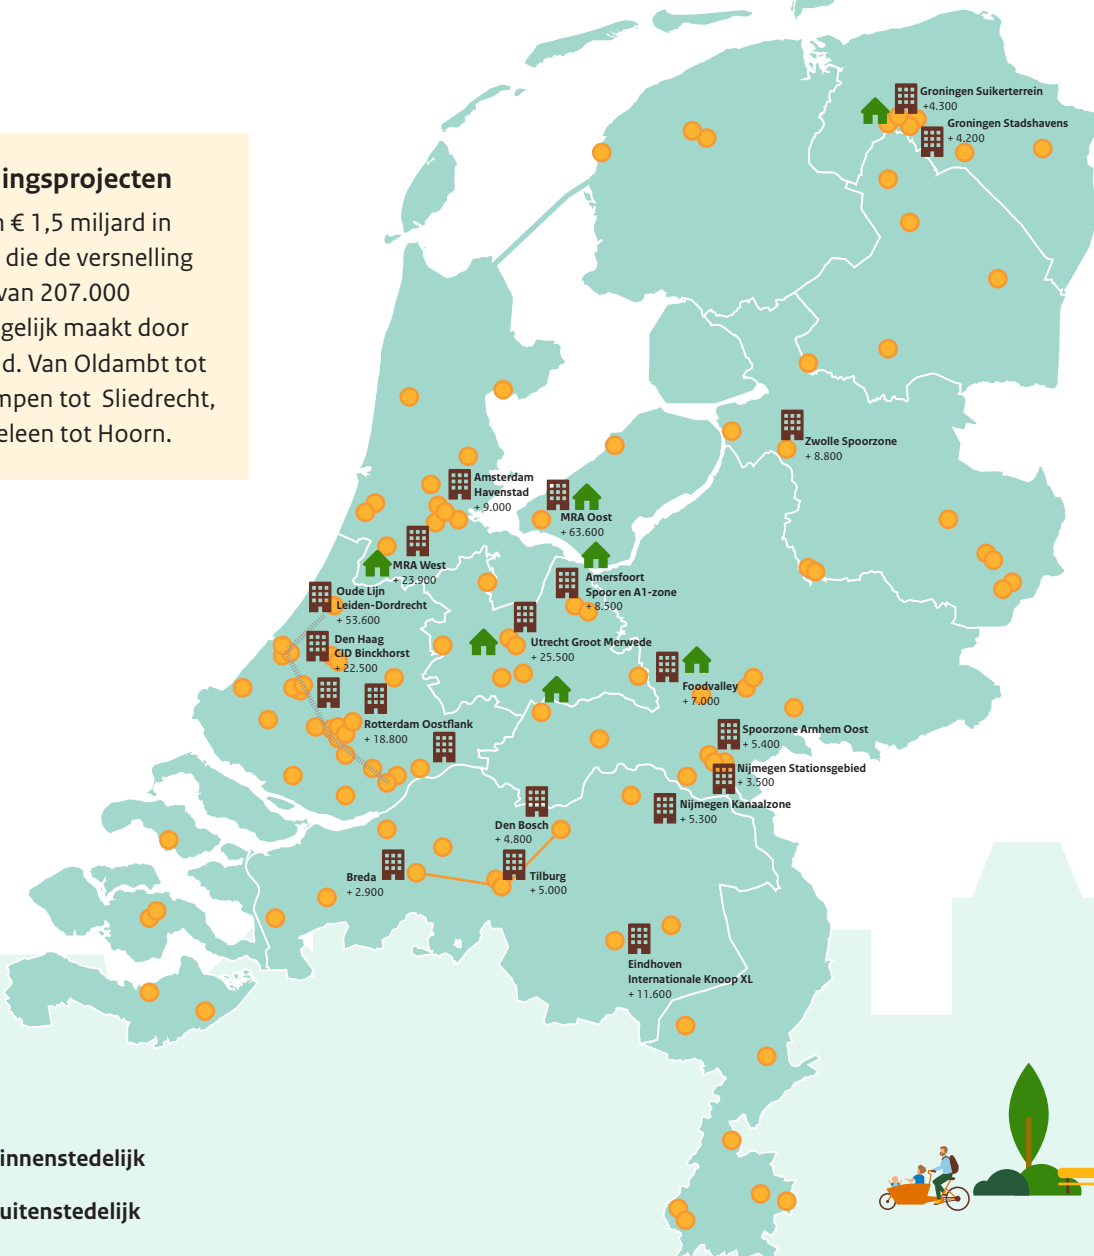 ingsprojecten
n € 1,5 miljard in
die de versnelling
van 207.000
gelijk maakt door
d. Van Oldambt tot
mpen tot Sliedrecht,
eleen tot Hoorn.
Groningen Suikerterrein
+4.300
Groningen Stadshavens
+ 4.200
Zwolle Spoorzone
+ 8.800
Amsterdam
Havenstad
+ 9.000
MRA Oost
+ 63.600
MRA West
+ 23.900
Amersfoort
Spoor en A1-zone
+ 8.500
Oude Lijn
Leiden-Dordrecht
+ 53.600
Den Haag
CID Binckhorst
+ 22.500
Utrecht Groot Merwede
+ 25.500
Foodvalley
+ 7.000
Rotterdam Oostflank
+ 18.800
Spoorzone Arnhem Oost
+ 5.400
Nijmegen Stationsgebied
+ 3.500
Nijmegen Kanaalzone
+ 5.300
Den Bosch
+ 4.800
Breda
+ 2.900
Tilburg
+ 5.000
Eindhoven
Internationale Knoop XL
+ 11.600
innenstedelijk
uitenstedelijk